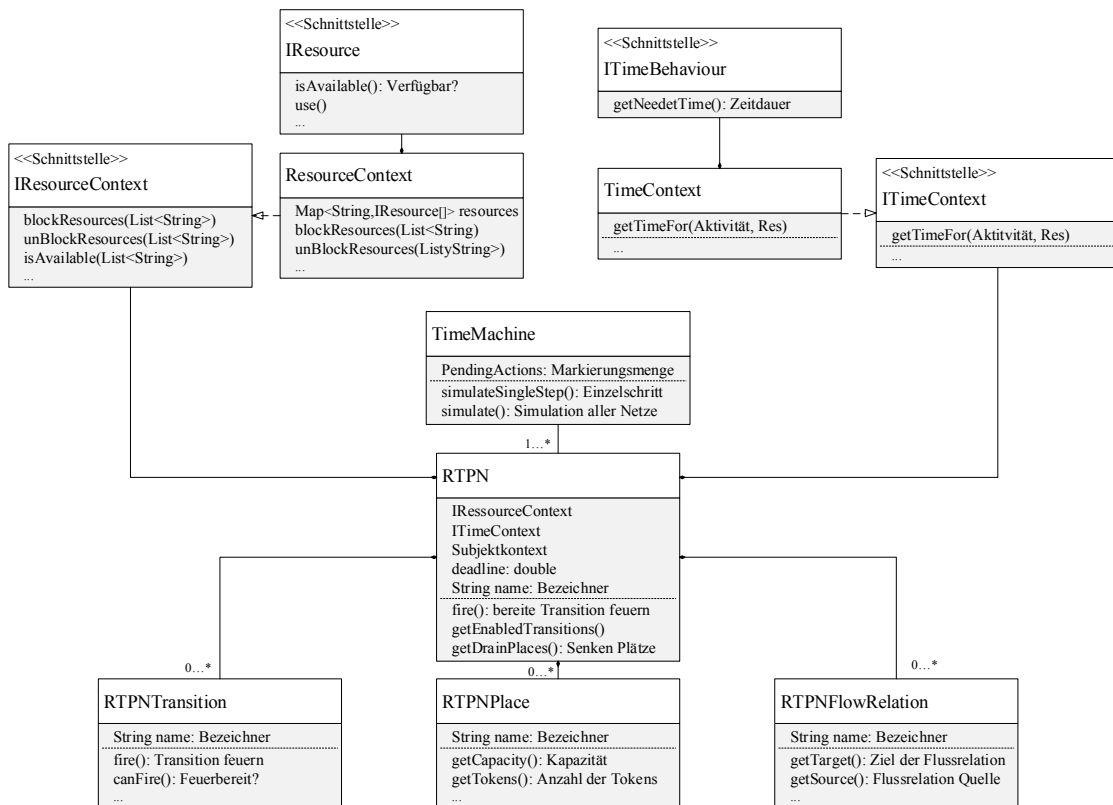 <<Schnittstelle>>
IResource
isAvailable(): Verfügbar?
use()
...
<<Schnittstelle>>
ITimeBehaviour
getNeedetTime(): Zeitdauer
<<Schnittstelle>>
IResourceContext
blockResources(List<String>)
unBlockResources(List<String>)
isAvailable(List<String>)
...
ResourceContext
Map<String,IResource[]> resources
blockResources(List<String)
unBlockResources(ListyString>)
...
TimeContext
getTimeFor(Aktivität, Res)
...
<<Schnittstelle>>
ITimeContext
getTimeFor(Aktitvität, Res)
...
TimeMachine
PendingActions: Markierungsmenge
simulateSingleStep(): Einzelschritt
simulate(): Simulation aller Netze
1...*
RTPN
IRessourceContext
ITimeContext
Subjektkontext
deadline: double
String name: Bezeichner
fire(): bereite Transition feuern
getEnabledTransitions()
getDrainPlaces(): Senken Plätze
0...*
0...*
0...*
RTPNTransition
String name: Bezeichner
fire(): Transition feuern
canFire(): Feuerbereit?
...
RTPNPlace
String name: Bezeichner
getCapacity(): Kapazität
getTokens(): Anzahl der Tokens
...
RTPNFlowRelation
String name: Bezeichner
getTarget(): Ziel der Flussrelation
getSource(): Flussrelation Quelle
...